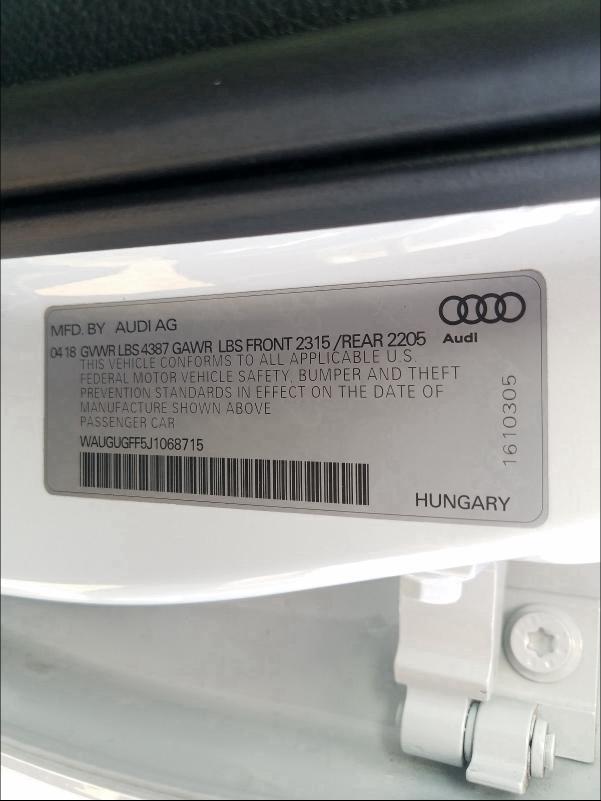 MFD. BY AUDI AG
0418 GVWR LBS 4387 GAWR LBS FRONT 2315 /REAR 2205
Audi
THIS VEHICLE CONFORMS TO ALL APPLICABLE U.S.
FEDERAL MOTOR VEHICLE SAFETY, BUMPER AND THEFT
PREVENTION STANDARDS IN EFFECT ON THE DATE OF
MANUFACTURE SHOWN ABOVE
PASSENGER CAR
WAUGUGFF5J1068715
HUNGARY
1610305